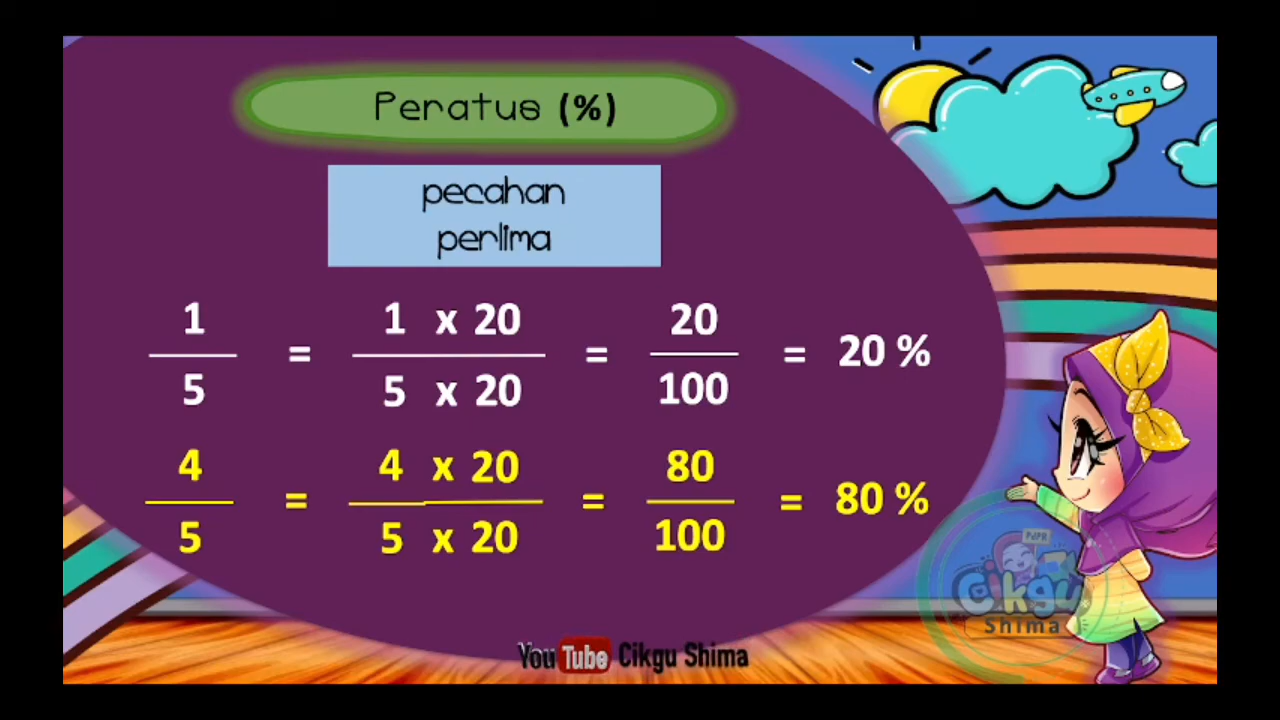 Peratus (%)
pecahan
perlima
1/5 = 1 x 20 / 5 x 20 = 20/100 = 20 %
4/5 = 4 x 20 / 5 x 20 = 80/100 = 80 %
PdPR
Cikgu
Shima
YouTube Cikgu Shima